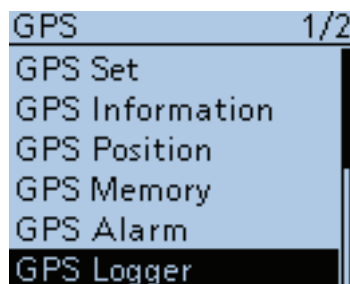 GPS 1/2
GPS Set
GPS Information
GPS Position
GPS Memory
GPS Alarm
GPS Logger